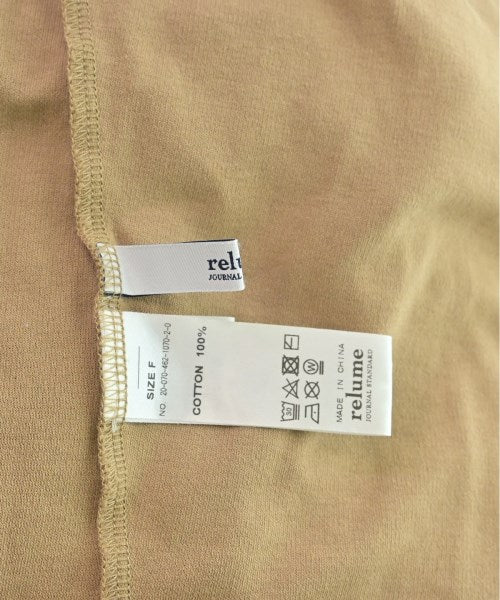 relu
JOURNAL STANDARD
SIZE F
NO. 20-070-462-1070-2-0
COTTON 100%
30
W
MADE IN CHINA
relume
JOURNAL STANDARD